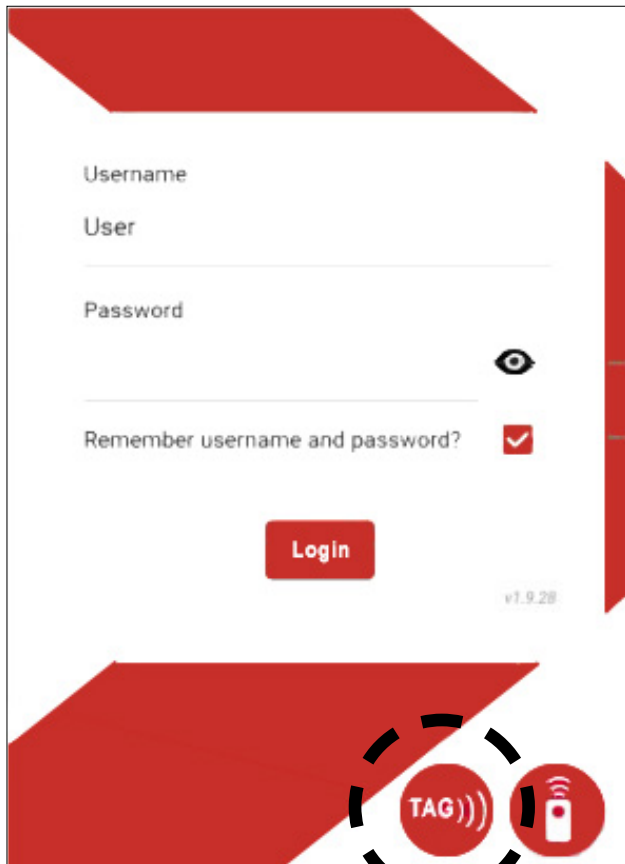 Username
User
Password
Remember username and password?
Login
v1.9.28
TAG